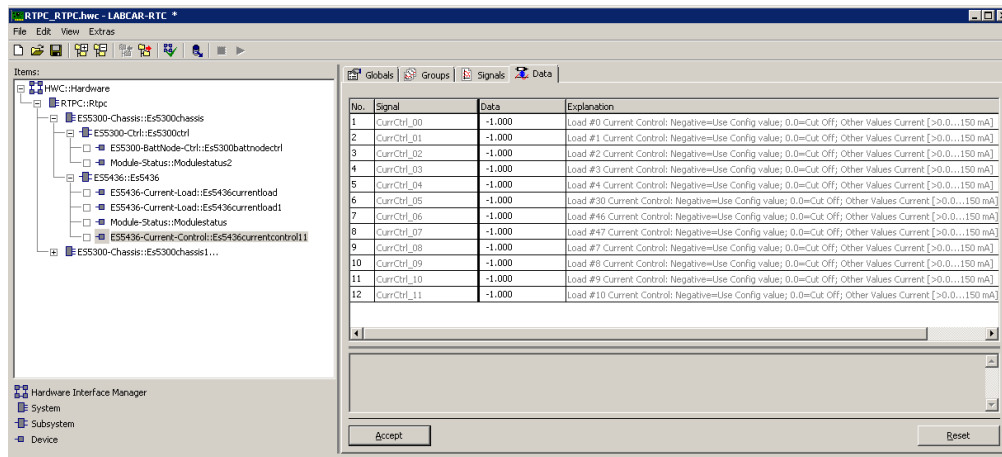 RTPC_RTPC.hwc - LABCAR-RTC *
File Edit View Extras
Items:
HWC::Hardware
RTPC::Rtpc
ES5300-Chassis::Es5300chassis
ES5300-Ctrl::Es5300ctrl
ES5300-BattNode-Ctrl::Es5300battnodectrl
Module-Status::Modulestatus2
ES5436::Es5436
ES5436-Current-Load::Es5436currentload
ES5436-Current-Load::Es5436currentload1
Module-Status::Modulestatus
ES5436-Current-Control::Es5436currentcontrol11
ES5300-Chassis::Es5300chassis1...
Hardware Interface Manager
System
Subsystem
Device
Globals Groups Signals Data
No. Signal Data Explanation
1 CurrCtrl_00 -1.000 Load #0 Current Control: Negative=Use Config value; 0.0=Cut Off; Other Values Current [>0.0...150 mA]
2 CurrCtrl_01 -1.000 Load #1 Current Control: Negative=Use Config value; 0.0=Cut Off; Other Values Current [>0.0...150 mA]
3 CurrCtrl_02 -1.000 Load #2 Current Control: Negative=Use Config value; 0.0=Cut Off; Other Values Current [>0.0...150 mA]
4 CurrCtrl_03 -1.000 Load #3 Current Control: Negative=Use Config value; 0.0=Cut Off; Other Values Current [>0.0...150 mA]
5 CurrCtrl_04 -1.000 Load #4 Current Control: Negative=Use Config value; 0.0=Cut Off; Other Values Current [>0.0...150 mA]
6 CurrCtrl_05 -1.000 Load #30 Current Control: Negative=Use Config value; 0.0=Cut Off; Other Values Current [>0.0...150 mA]
7 CurrCtrl_06 -1.000 Load #46 Current Control: Negative=Use Config value; 0.0=Cut Off; Other Values Current [>0.0...150 mA]
8 CurrCtrl_07 -1.000 Load #47 Current Control: Negative=Use Config value; 0.0=Cut Off; Other Values Current [>0.0...150 mA]
9 CurrCtrl_08 -1.000 Load #7 Current Control: Negative=Use Config value; 0.0=Cut Off; Other Values Current [>0.0...150 mA]
10 CurrCtrl_09 -1.000 Load #8 Current Control: Negative=Use Config value; 0.0=Cut Off; Other Values Current [>0.0...150 mA]
11 CurrCtrl_10 -1.000 Load #9 Current Control: Negative=Use Config value; 0.0=Cut Off; Other Values Current [>0.0...150 mA]
12 CurrCtrl_11 -1.000 Load #10 Current Control: Negative=Use Config value; 0.0=Cut Off; Other Values Current [>0.0...150 mA]
Accept Reset